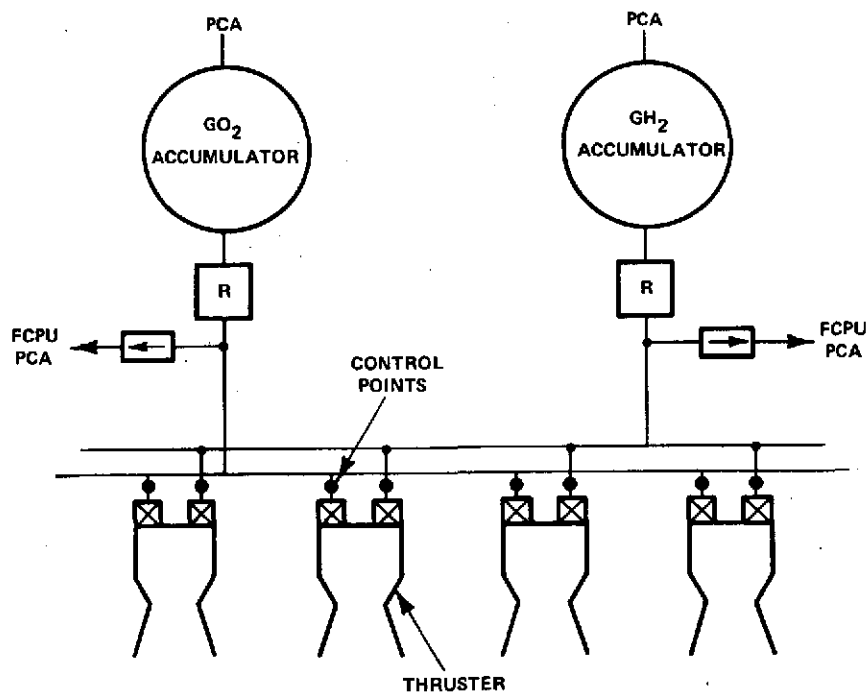 PCA
PCA
GO2
ACCUMULATOR
GH2
ACCUMULATOR
R
R
FCPU
PCA
FCPU
PCA
CONTROL
POINTS
THRUSTER